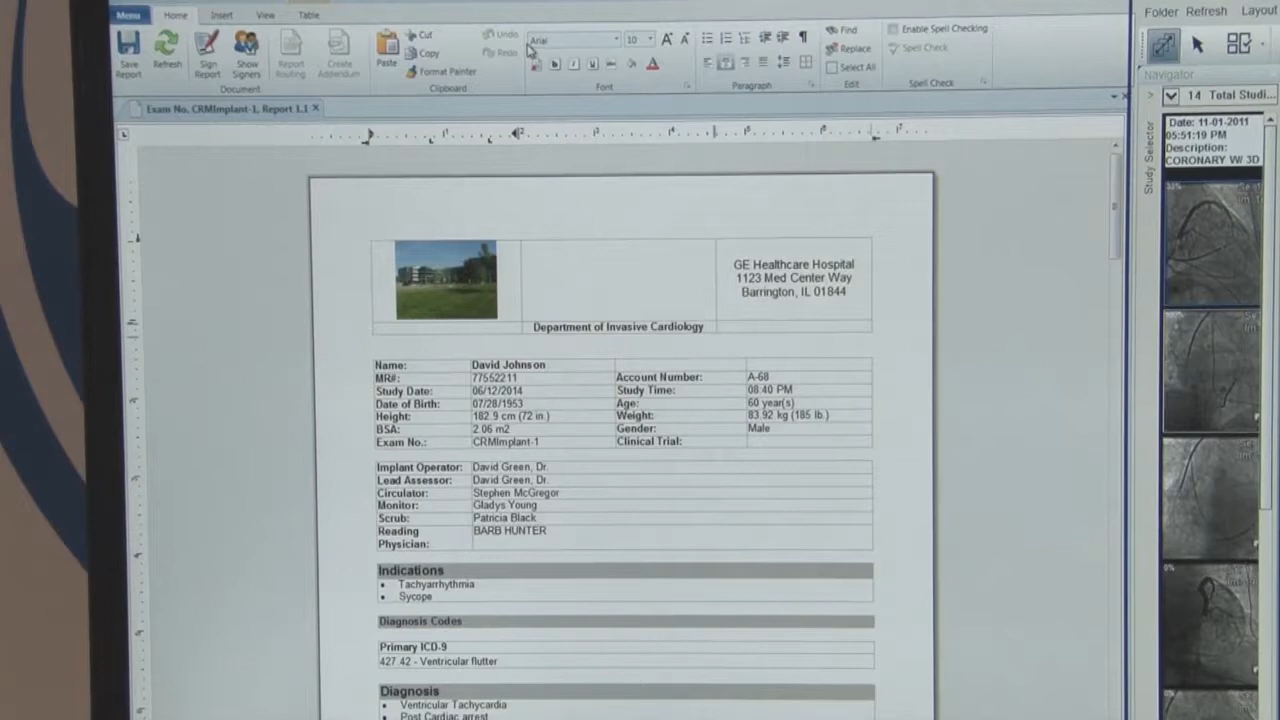 Menu Home Insert View Table
Folder Refresh Layout
Save Report
Refresh
Sign Report
Show Signers
Report Routing
Create Addendum
Document
Paste
Cut
Copy
Format Painter
Clipboard
Undo
Redo
Arial 10
Font
Paragraph
Find
Replace
Select All
Edit
Enable Spell Checking
Spell Check
Spell Check
Navigator
Exam No. CRMImplant-1, Report 1.1
14 Total Studi...
Study Selector
Date: 11-01-2011
05:51:19 PM
Description:
CORONARY W/ 3D
GE Healthcare Hospital
1123 Med Center Way
Barrington, IL 01844
Department of Invasive Cardiology
Name: David Johnson
MR#: 77552211 Account Number: A-68
Study Date: 06/12/2014 Study Time: 08:40 PM
Date of Birth: 07/28/1953 Age: 60 year(s)
Height: 182.9 cm (72 in.) Weight: 83.92 kg (185 lb.)
BSA: 2.06 m2 Gender: Male
Exam No.: CRMImplant-1 Clinical Trial:
Implant Operator: David Green, Dr.
Lead Assessor: David Green, Dr.
Circulator: Stephen McGregor
Monitor: Gladys Young
Scrub: Patricia Black
Reading Physician: BARB HUNTER
Indications
• Tachyarrhythmia
• Sycope
Diagnosis Codes
Primary ICD-9
427.42 - Ventricular flutter
Diagnosis
• Ventricular Tachycardia
• Post Cardiac arrest